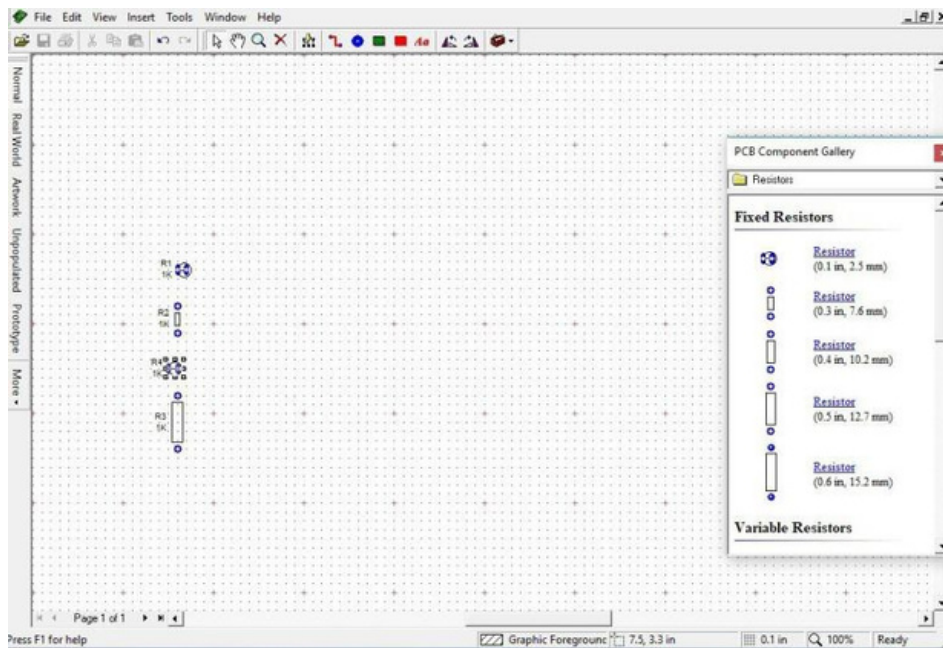 File Edit View Insert Tools Window Help
Aa
Normal
Real World
Artwork
Unpopulated
Prototype
More
R1
1K
R2
1K
R4
1K
R3
1K
PCB Component Gallery
Resistors
Fixed Resistors
Resistor
(0.1 in, 2.5 mm)
Resistor
(0.3 in, 7.6 mm)
Resistor
(0.4 in, 10.2 mm)
Resistor
(0.5 in, 12.7 mm)
Resistor
(0.6 in, 15.2 mm)
Variable Resistors
Page 1 of 1
Press F1 for help
Graphic Foreground
7.5, 3.3 in
0.1 in
100%
Ready